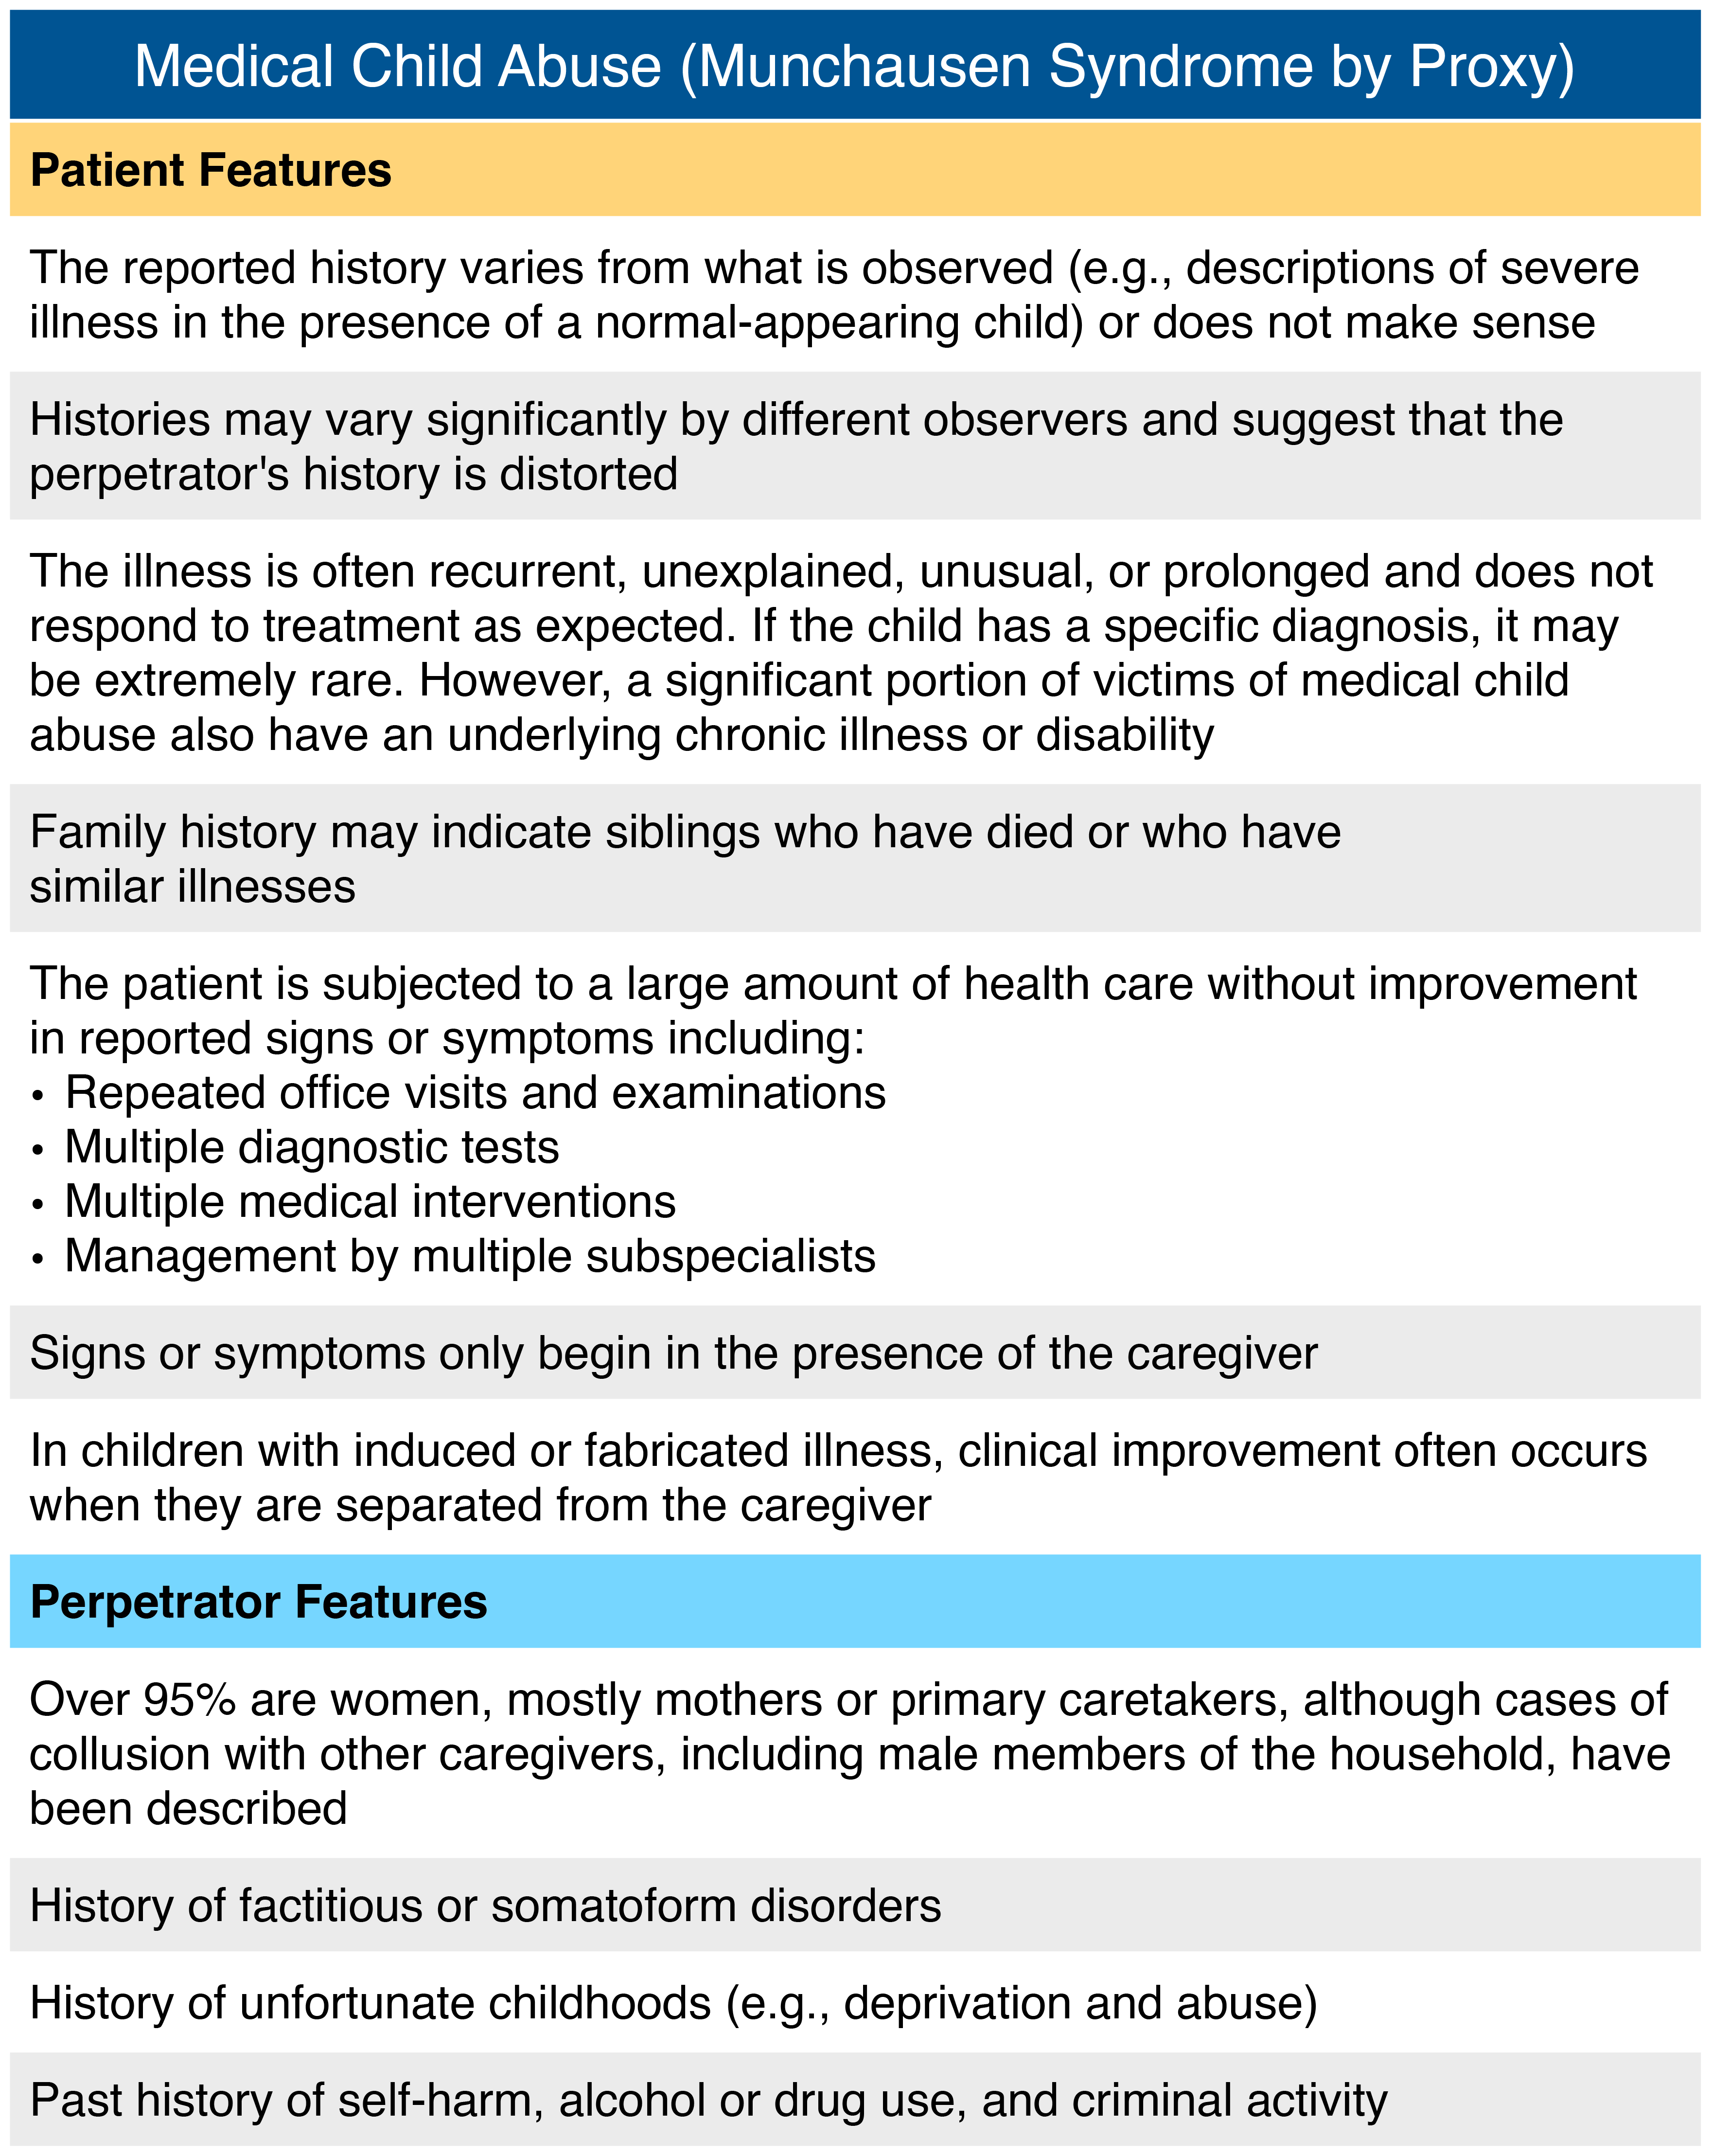 Medical Child Abuse (Munchausen Syndrome by Proxy)
Patient Features
The reported history varies from what is observed (e.g., descriptions of severe
illness in the presence of a normal-appearing child) or does not make sense
Histories may vary significantly by different observers and suggest that the
perpetrator's history is distorted
The illness is often recurrent, unexplained, unusual, or prolonged and does not
respond to treatment as expected. If the child has a specific diagnosis, it may
be extremely rare. However, a significant portion of victims of medical child
abuse also have an underlying chronic illness or disability
Family history may indicate siblings who have died or who have
similar illnesses
The patient is subjected to a large amount of health care without improvement
in reported signs or symptoms including:
• Repeated office visits and examinations
• Multiple diagnostic tests
• Multiple medical interventions
• Management by multiple subspecialists
Signs or symptoms only begin in the presence of the caregiver
In children with induced or fabricated illness, clinical improvement often occurs
when they are separated from the caregiver
Perpetrator Features
Over 95% are women, mostly mothers or primary caretakers, although cases of
collusion with other caregivers, including male members of the household, have
been described
History of factitious or somatoform disorders
History of unfortunate childhoods (e.g., deprivation and abuse)
Past history of self-harm, alcohol or drug use, and criminal activity